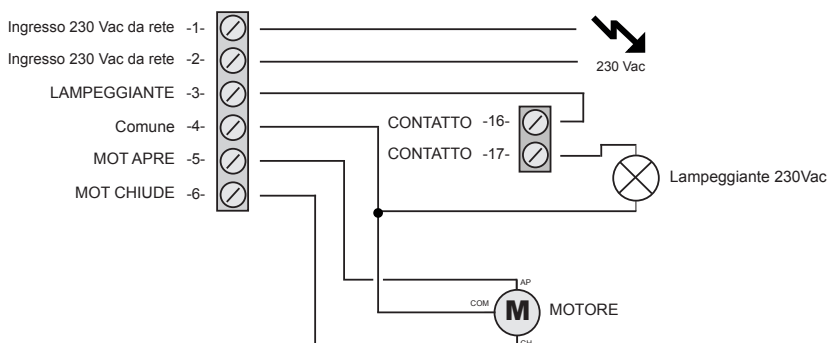 Ingresso 230 Vac da rete -1-
Ingresso 230 Vac da rete -2-
230 Vac
LAMPEGGIANTE -3-
Comune -4-
CONTATTO -16-
MOT APRE -5-
CONTATTO -17-
Lampeggiante 230Vac
MOT CHIUDE -6-
AP
COM
M
MOTORE
CH